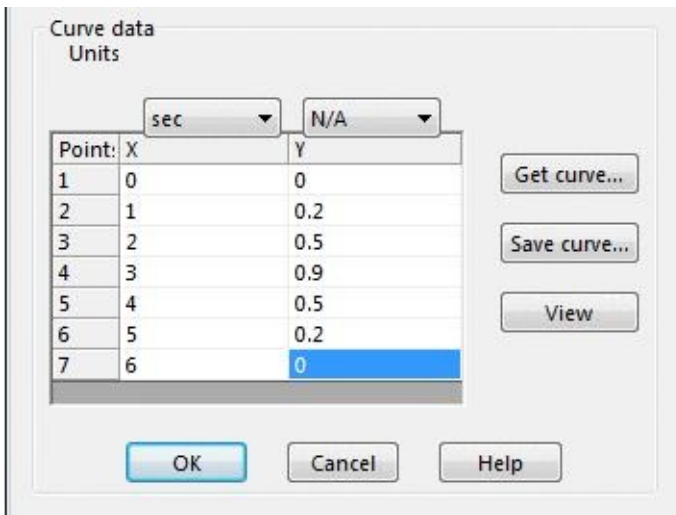 Curve data
Units
sec N/A
Point: X Y
1 0 0
2 1 0.2
3 2 0.5
4 3 0.9
5 4 0.5
6 5 0.2
7 6 0
Get curve...
Save curve...
View
OK Cancel Help